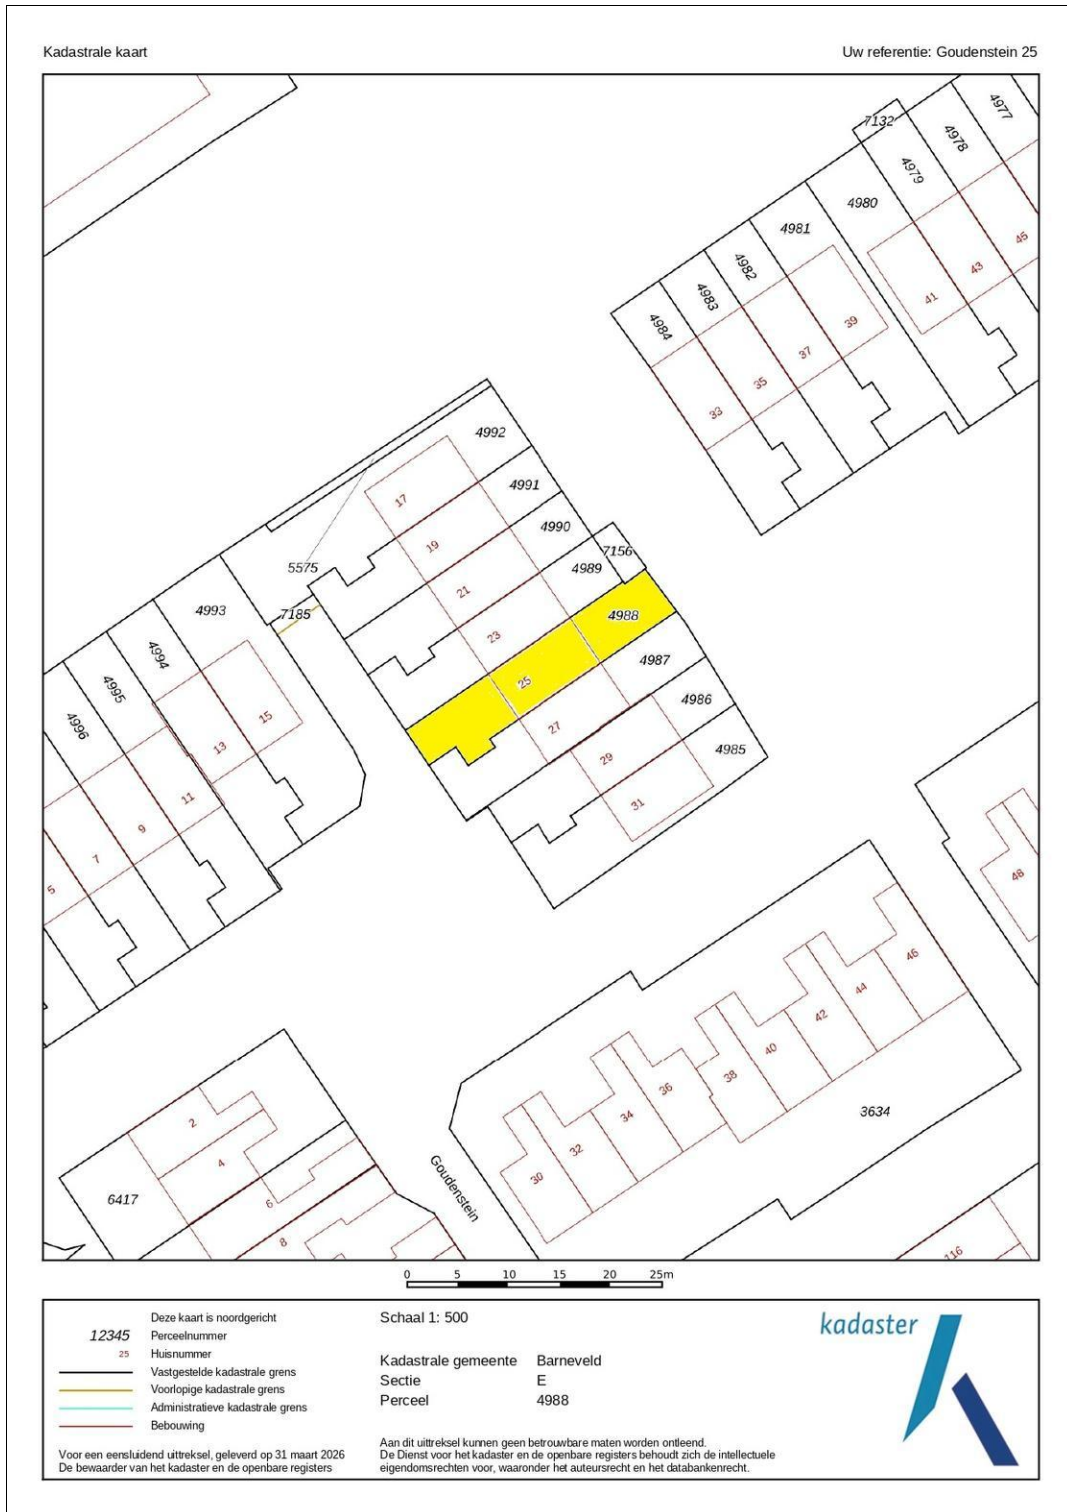 Kadastrale kaart
Uw referentie: Goudenstein 25
4977
7132
4978
4979
4980
4981
4982
4983
4984
45
43
41
39
37
35
33
4992
4991
4990
7156
4989
4988
4987
4986
4985
17
19
21
23
25
27
29
31
5575
7185
4993
4994
4995
4996
15
13
11
9
7
5
48
46
44
42
40
38
36
34
32
30
3634
Goudenstein
2
4
6
8
6417
116
0 5 10 15 20 25m
Deze kaart is noordgericht
12345 Perceelnummer
25 Huisnummer
Vastgestelde kadastrale grens
Voorlopige kadastrale grens
Administratieve kadastrale grens
Bebouwing
Voor een eensluidend uittreksel, geleverd op 31 maart 2026
De bewaarder van het kadaster en de openbare registers
Schaal 1: 500
Kadastrale gemeente Barneveld
Sectie E
Perceel 4988
Aan dit uittreksel kunnen geen betrouwbare maten worden ontleend.
De Dienst voor het kadaster en de openbare registers behoudt zich de intellectuele
eigendomsrechten voor, waaronder het auteursrecht en het databankenrecht.
kadaster